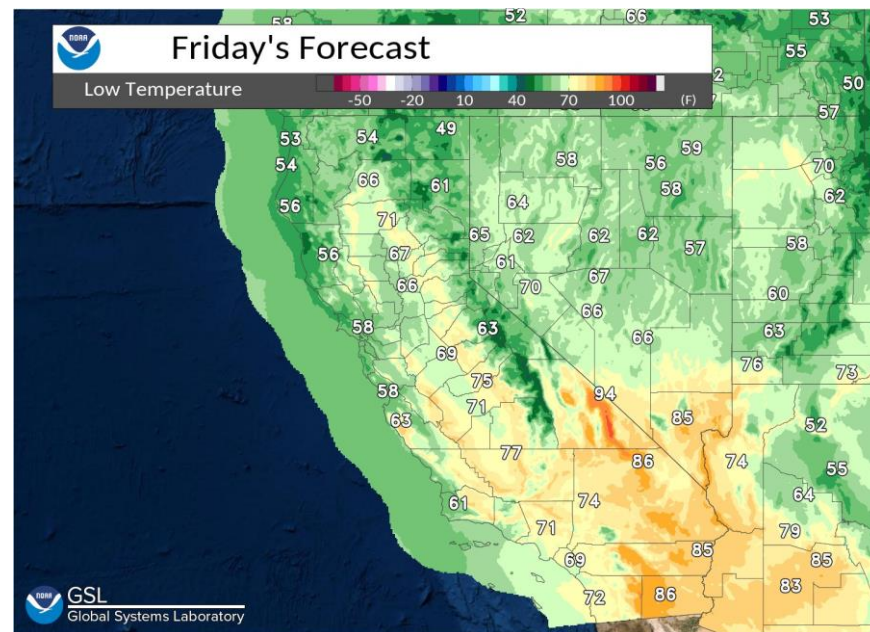 58 52 66 53
NOAA
Friday's Forecast
55
Low Temperature
-50 -20 10 40 70 100 (F)
50
57
53 54 49 58 56 59
54 66 61 58 70
56 71 64 62
56 67 65 62 62 62 57 58
66 61 70 67 60
58 63 66 66 63
69 75 76 73
58 71 94 85
63 52
77 86 74 55
61 74 64
71 79
69 85 85
72 86 83
NOAA
GSL
Global Systems Laboratory